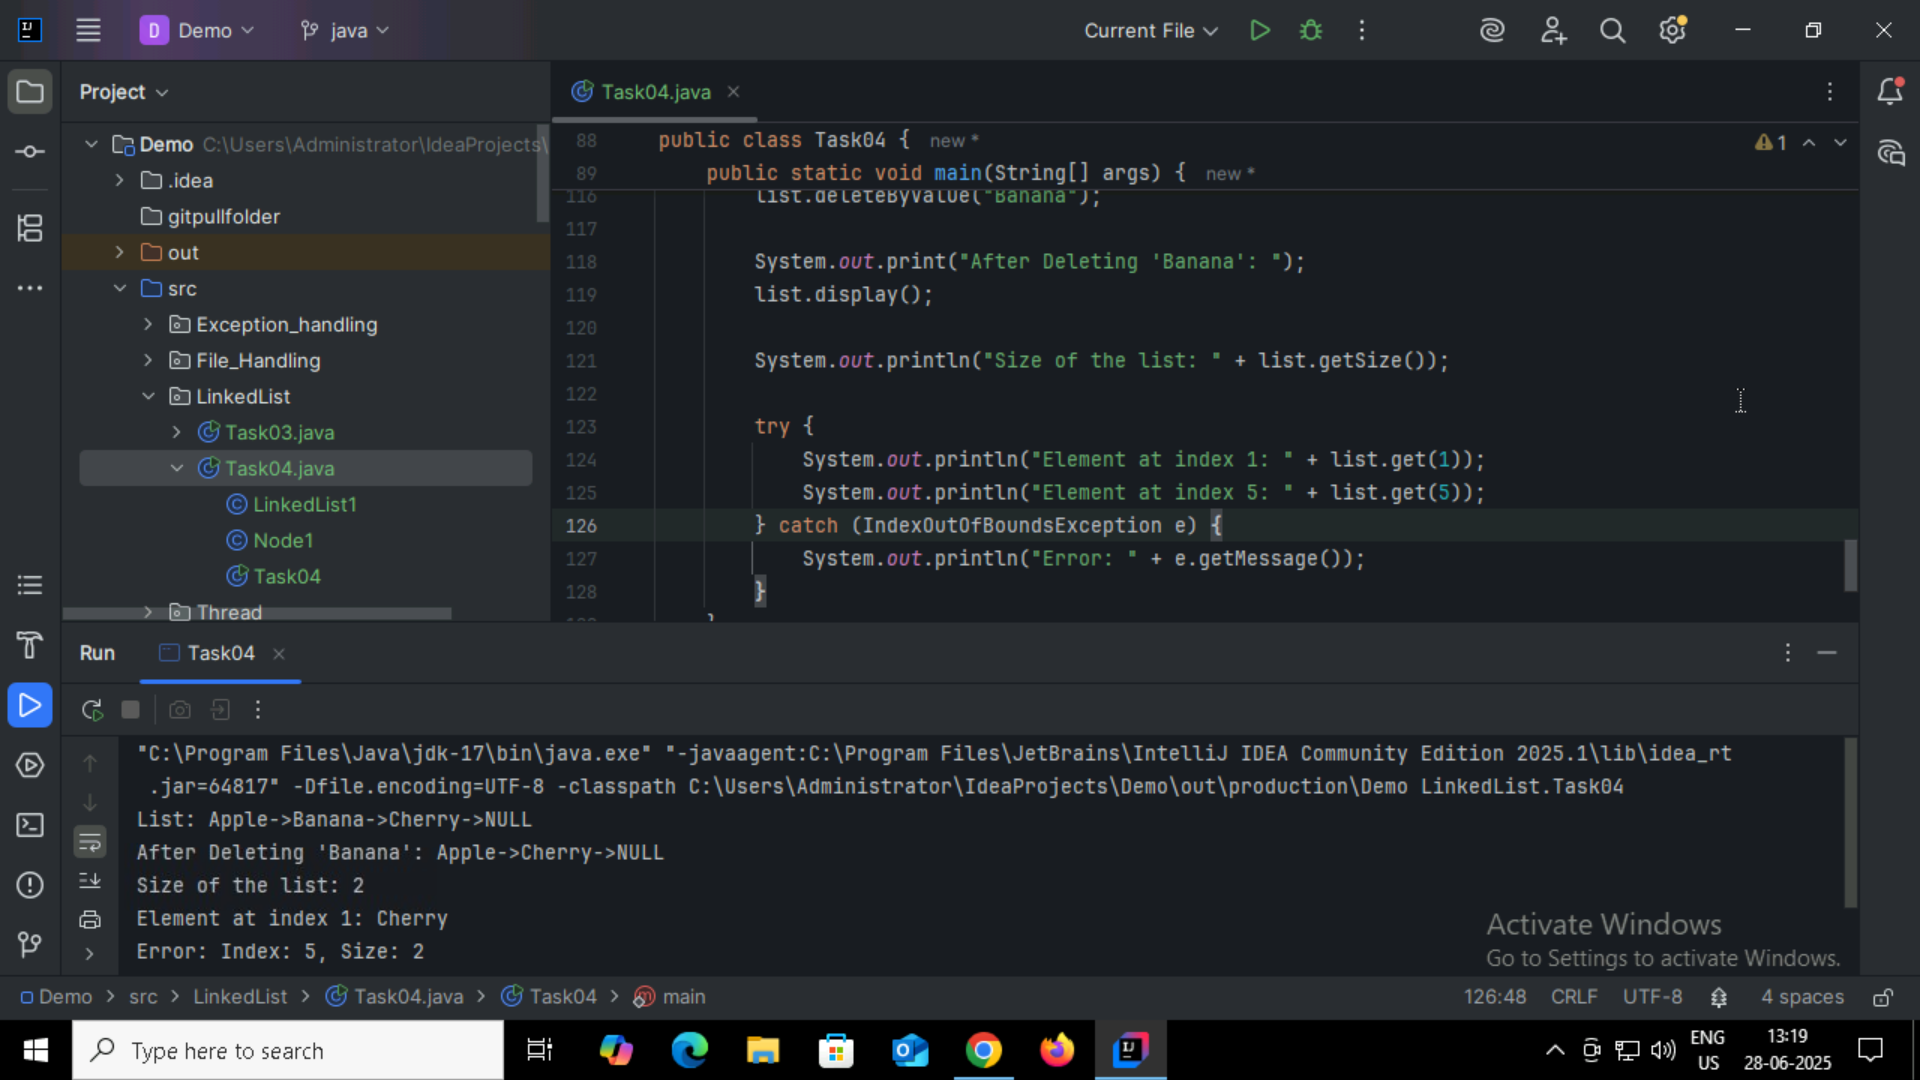 D Demo java Current File
Project
Task04.java
Demo C:\Users\Administrator\IdeaProjects\
.idea
gitpullfolder
out
src
Exception_handling
File_Handling
LinkedList
Task03.java
Task04.java
LinkedList1
Node1
Task04
Thread
1
88 public class Task04 { new *
89 public static void main(String[] args) { new *
116 list.deleteByValue("Banana");
117
118 System.out.print("After Deleting 'Banana': ");
119 list.display();
120
121 System.out.println("Size of the list: " + list.getSize());
122
123 try {
124 System.out.println("Element at index 1: " + list.get(1));
125 System.out.println("Element at index 5: " + list.get(5));
126 } catch (IndexOutOfBoundsException e) {
127 System.out.println("Error: " + e.getMessage());
128 }
Run Task04
"C:\Program Files\Java\jdk-17\bin\java.exe" "-javaagent:C:\Program Files\JetBrains\IntelliJ IDEA Community Edition 2025.1\lib\idea_rt
.jar=64817" -Dfile.encoding=UTF-8 -classpath C:\Users\Administrator\IdeaProjects\Demo\out\production\Demo LinkedList.Task04
List: Apple->Banana->Cherry->NULL
After Deleting 'Banana': Apple->Cherry->NULL
Size of the list: 2
Element at index 1: Cherry
Error: Index: 5, Size: 2
Activate Windows
Go to Settings to activate Windows.
Demo > src > LinkedList > Task04.java > Task04 > main 126:48 CRLF UTF-8 4 spaces
Type here to search
ENG
US
13:19
28-06-2025